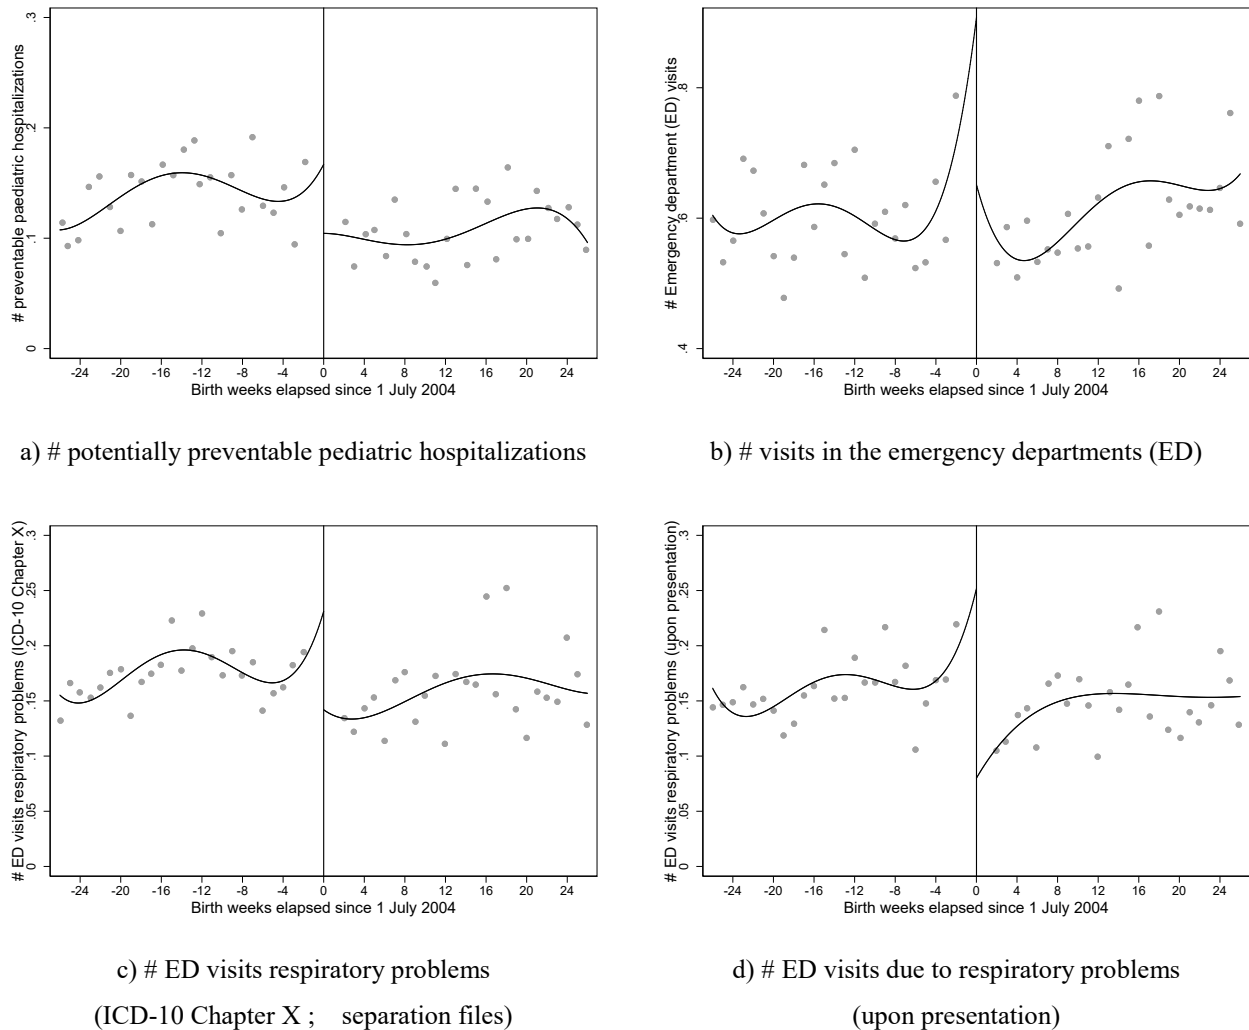 # preventable paediatric hospitalizations
.3
.2
.1
0
-24 -20 -16 -12 -8 -4 0 4 8 12 16 20 24
Birth weeks elapsed since 1 July 2004
# Emergency department (ED) visits
.8
.6
.4
-24 -20 -16 -12 -8 -4 0 4 8 12 16 20 24
Birth weeks elapsed since 1 July 2004
a) # potentially preventable pediatric hospitalizations
b) # visits in the emergency departments (ED)
# ED visits respiratory problems (ICD-10 Chapter X)
.3
.25
.2
.15
.1
.05
0
-24 -20 -16 -12 -8 -4 0 4 8 12 16 20 24
Birth weeks elapsed since 1 July 2004
# ED visits respiratory problems (upon presentation)
.3
.25
.2
.15
.1
.05
0
-24 -20 -16 -12 -8 -4 0 4 8 12 16 20 24
Birth weeks elapsed since 1 July 2004
c) # ED visits respiratory problems
(ICD-10 Chapter X ; separation files)
d) # ED visits due to respiratory problems
(upon presentation)